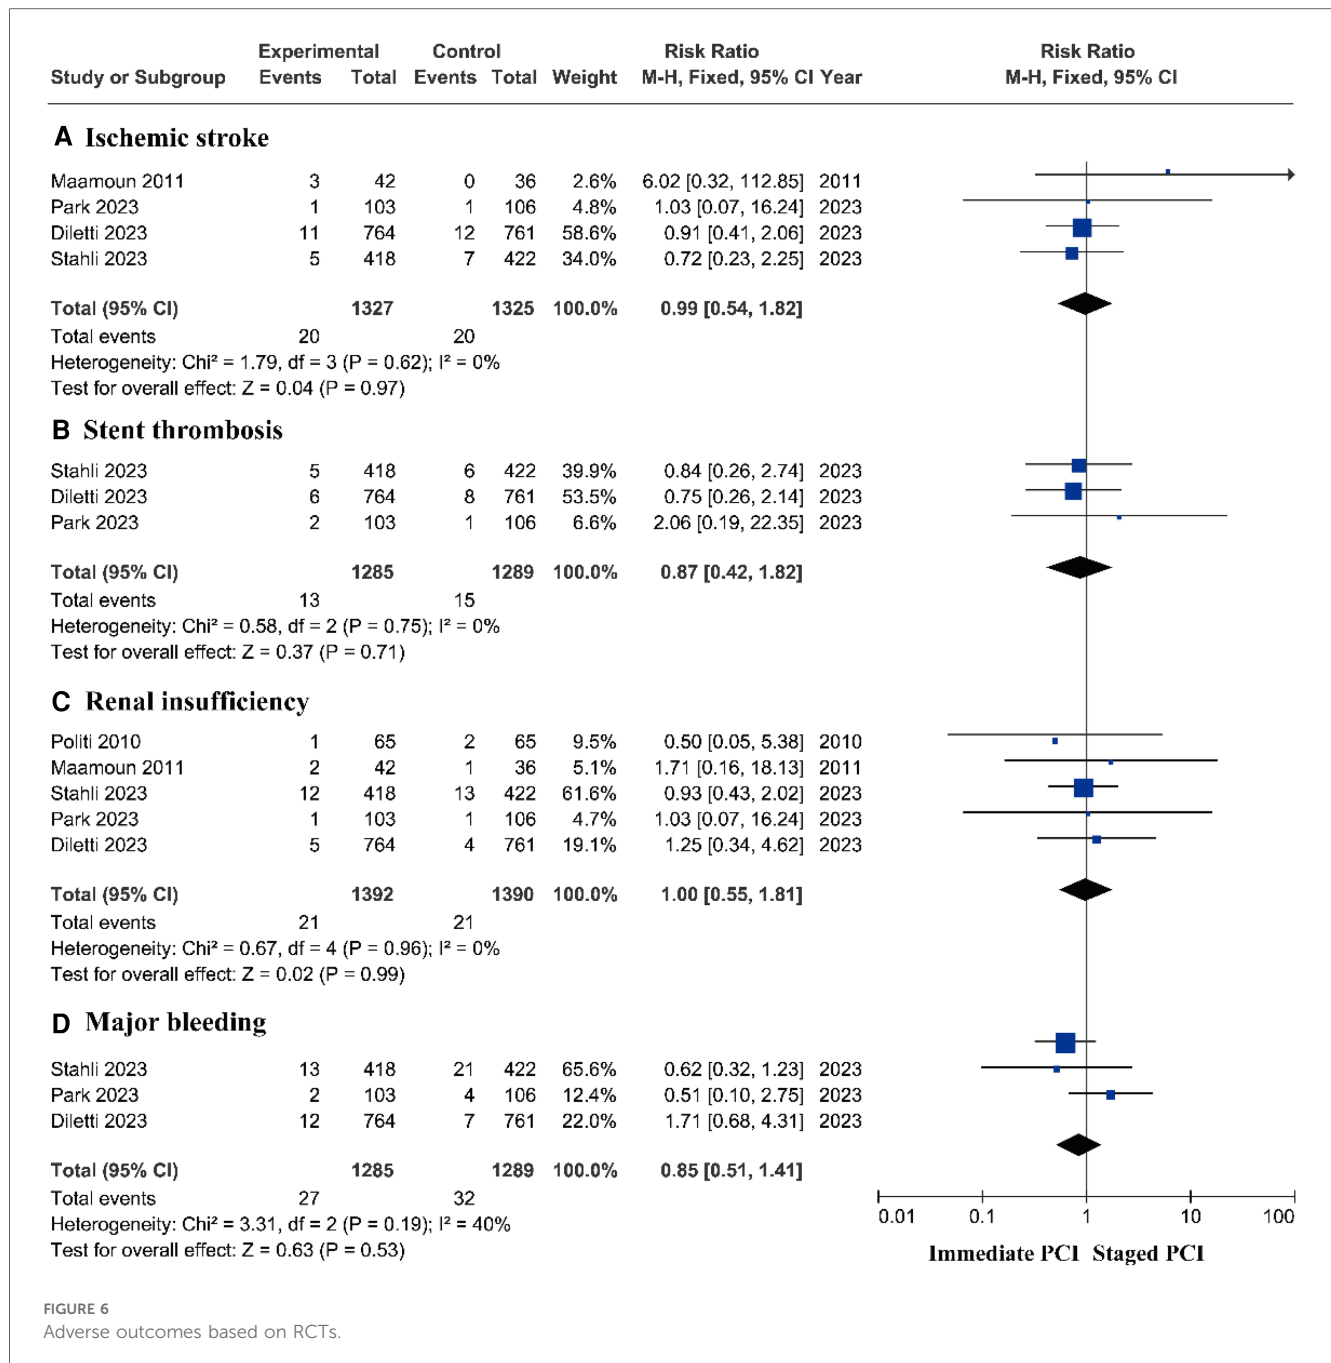 Experimental Control Risk Ratio Risk Ratio
Study or Subgroup Events Total Events Total Weight M-H, Fixed, 95% CI Year M-H, Fixed, 95% CI
A Ischemic stroke
Maamoun 2011 3 42 0 36 2.6% 6.02 [0.32, 112.85] 2011
Park 2023 1 103 1 106 4.8% 1.03 [0.07, 16.24] 2023
Diletti 2023 11 764 12 761 58.6% 0.91 [0.41, 2.06] 2023
Stahli 2023 5 418 7 422 34.0% 0.72 [0.23, 2.25] 2023
Total (95% CI) 1327 1325 100.0% 0.99 [0.54, 1.82]
Total events 20 20
Heterogeneity: Chi² = 1.79, df = 3 (P = 0.62); I² = 0%
Test for overall effect: Z = 0.04 (P = 0.97)
B Stent thrombosis
Stahli 2023 5 418 6 422 39.9% 0.84 [0.26, 2.74] 2023
Diletti 2023 6 764 8 761 53.5% 0.75 [0.26, 2.14] 2023
Park 2023 2 103 1 106 6.6% 2.06 [0.19, 22.35] 2023
Total (95% CI) 1285 1289 100.0% 0.87 [0.42, 1.82]
Total events 13 15
Heterogeneity: Chi² = 0.58, df = 2 (P = 0.75); I² = 0%
Test for overall effect: Z = 0.37 (P = 0.71)
C Renal insufficiency
Politi 2010 1 65 2 65 9.5% 0.50 [0.05, 5.38] 2010
Maamoun 2011 2 42 1 36 5.1% 1.71 [0.16, 18.13] 2011
Stahli 2023 12 418 13 422 61.6% 0.93 [0.43, 2.02] 2023
Park 2023 1 103 1 106 4.7% 1.03 [0.07, 16.24] 2023
Diletti 2023 5 764 4 761 19.1% 1.25 [0.34, 4.62] 2023
Total (95% CI) 1392 1390 100.0% 1.00 [0.55, 1.81]
Total events 21 21
Heterogeneity: Chi² = 0.67, df = 4 (P = 0.96); I² = 0%
Test for overall effect: Z = 0.02 (P = 0.99)
D Major bleeding
Stahli 2023 13 418 21 422 65.6% 0.62 [0.32, 1.23] 2023
Park 2023 2 103 4 106 12.4% 0.51 [0.10, 2.75] 2023
Diletti 2023 12 764 7 761 22.0% 1.71 [0.68, 4.31] 2023
Total (95% CI) 1285 1289 100.0% 0.85 [0.51, 1.41]
Total events 27 32
Heterogeneity: Chi² = 3.31, df = 2 (P = 0.19); I² = 40%
Test for overall effect: Z = 0.63 (P = 0.53)
0.01 0.1 1 10 100
Immediate PCI Staged PCI
FIGURE 6
Adverse outcomes based on RCTs.